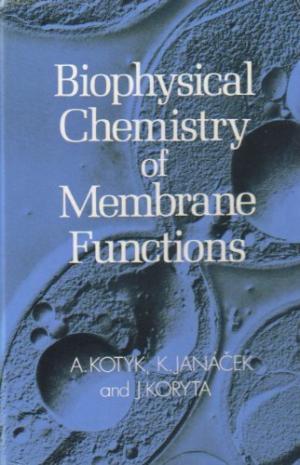 Biophysical
Chemistry
of
Membrane
Functions
A. KOTYK, K. JANÁČEK
and J. KORYTA